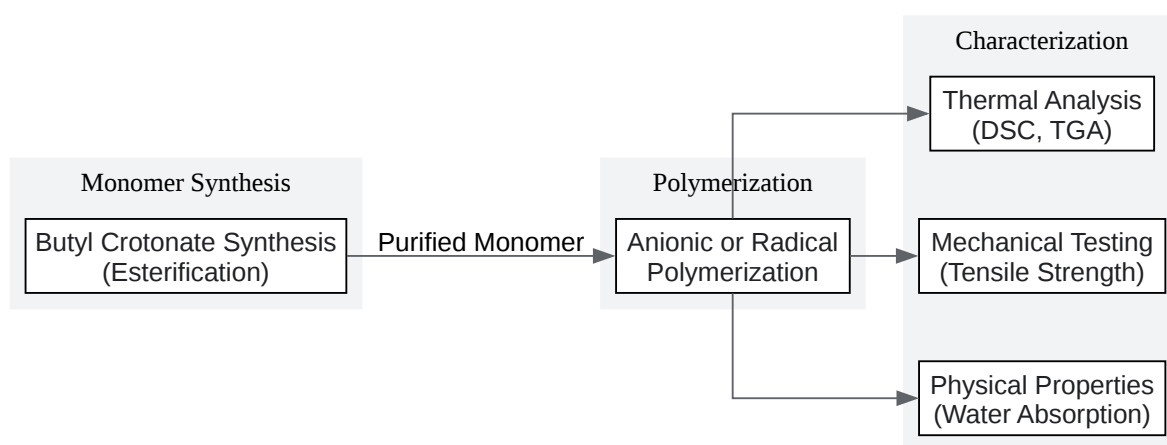 Monomer Synthesis
Butyl Crotonate Synthesis
(Esterification)
Purified Monomer
Polymerization
Anionic or Radical
Polymerization
Characterization
Thermal Analysis
(DSC, TGA)
Mechanical Testing
(Tensile Strength)
Physical Properties
(Water Absorption)